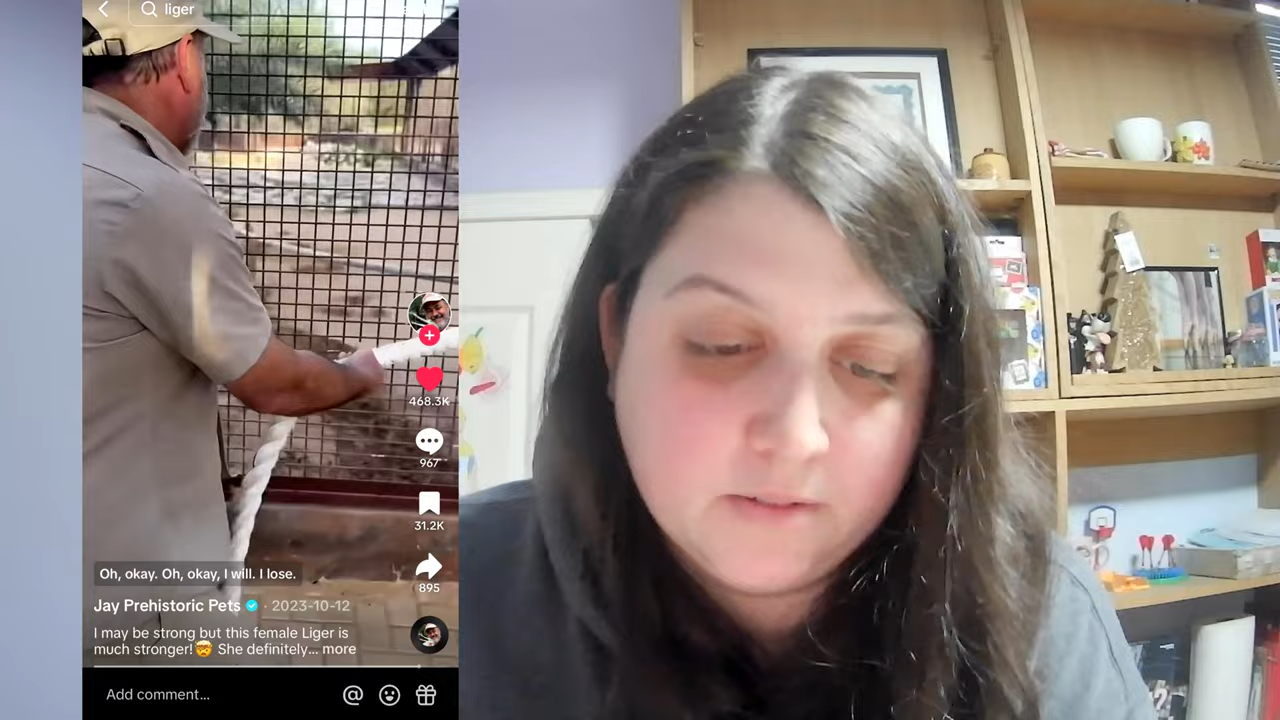 liger
468.3K
967
31.2K
895
Oh, okay. Oh, okay, I will. I lose.
Jay Prehistoric Pets · 2023-10-12
I may be strong but this female Liger is
much stronger!🤯 She definitely... more
Add comment...